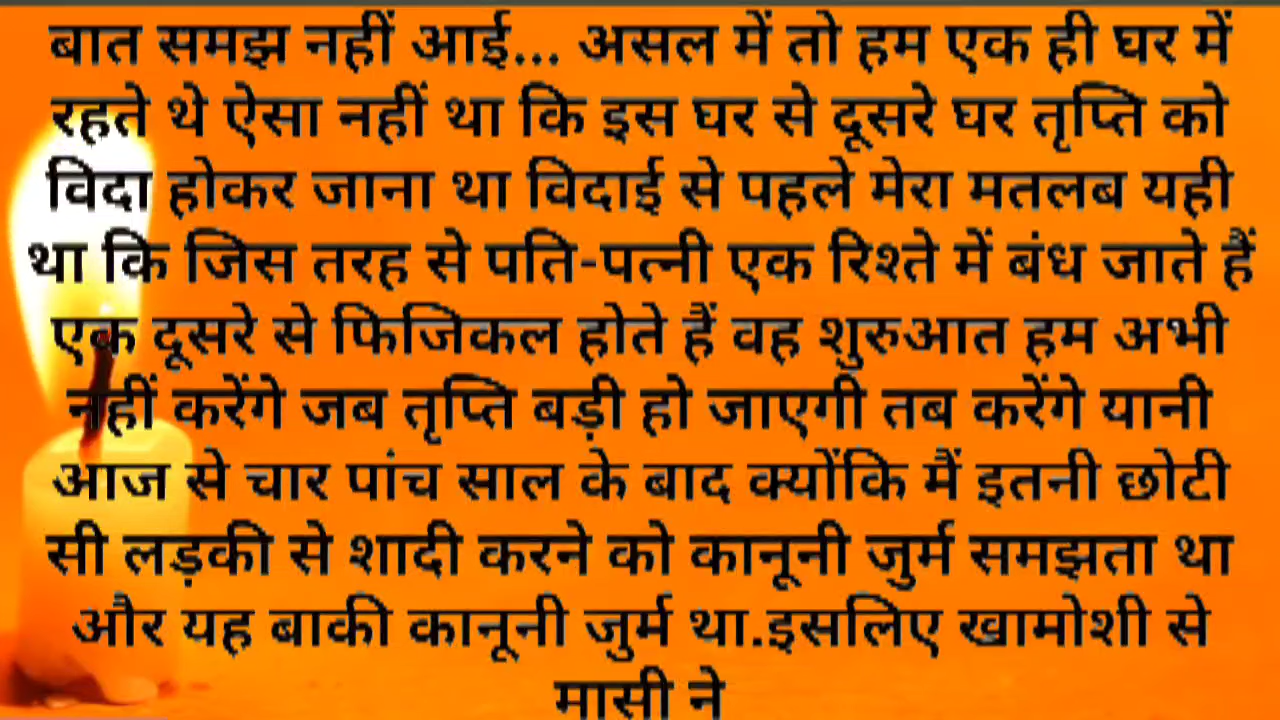 बात समझ नहीं आई... असल में तो हम एक ही घर में
रहते थे ऐसा नहीं था कि इस घर से दूसरे घर तृप्ति को
विदा होकर जाना था विदाई से पहले मेरा मतलब यही
था कि जिस तरह से पति-पत्नी एक रिश्ते में बंध जाते हैं
एक दूसरे से फिजिकल होते हैं वह शुरुआत हम अभी
नहीं करेंगे जब तृप्ति बड़ी हो जाएगी तब करेंगे यानी
आज से चार पांच साल के बाद क्योंकि मैं इतनी छोटी
सी लड़की से शादी करने को कानूनी जुर्म समझता था
और यह बाकी कानूनी जुर्म था.इसलिए खामोशी से
मासी ने